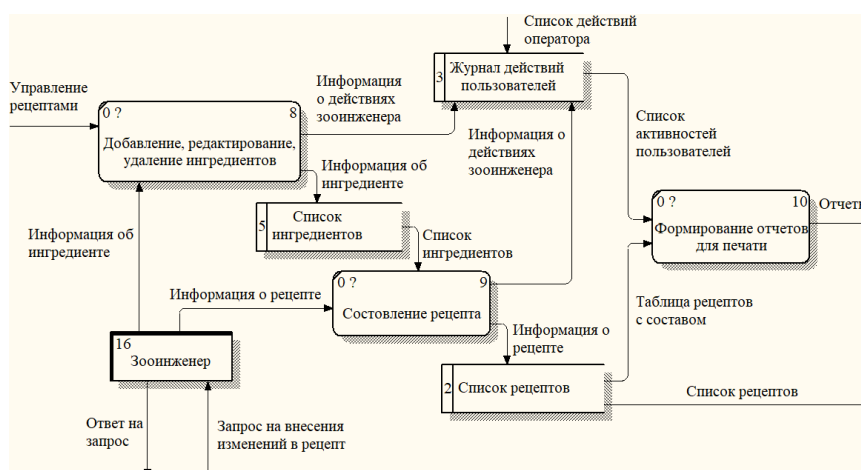 Список действий
оператора
3
Журнал действий
пользователей
Управление
рецептами
Информация
о действиях
зооинженера
0 ?
8
Добавление, редактирование,
удаление ингредиентов
Список
активностей
пользователей
Информация о
действиях
зооинженера
Информация об
ингредиенте
0 ?
10
Формирование отчетов
для печати
Отчеты
5
Список
ингредиентов
Информация об
ингредиенте
Список
ингредиентов
0 ?
9
Состовление рецепта
Информация о рецепте
Таблица рецептов
с составом
Информация о
рецепте
16
Зооинженер
2
Список рецептов
Список рецептов
Ответ на
запрос
Запрос на внесения
изменений в рецепт